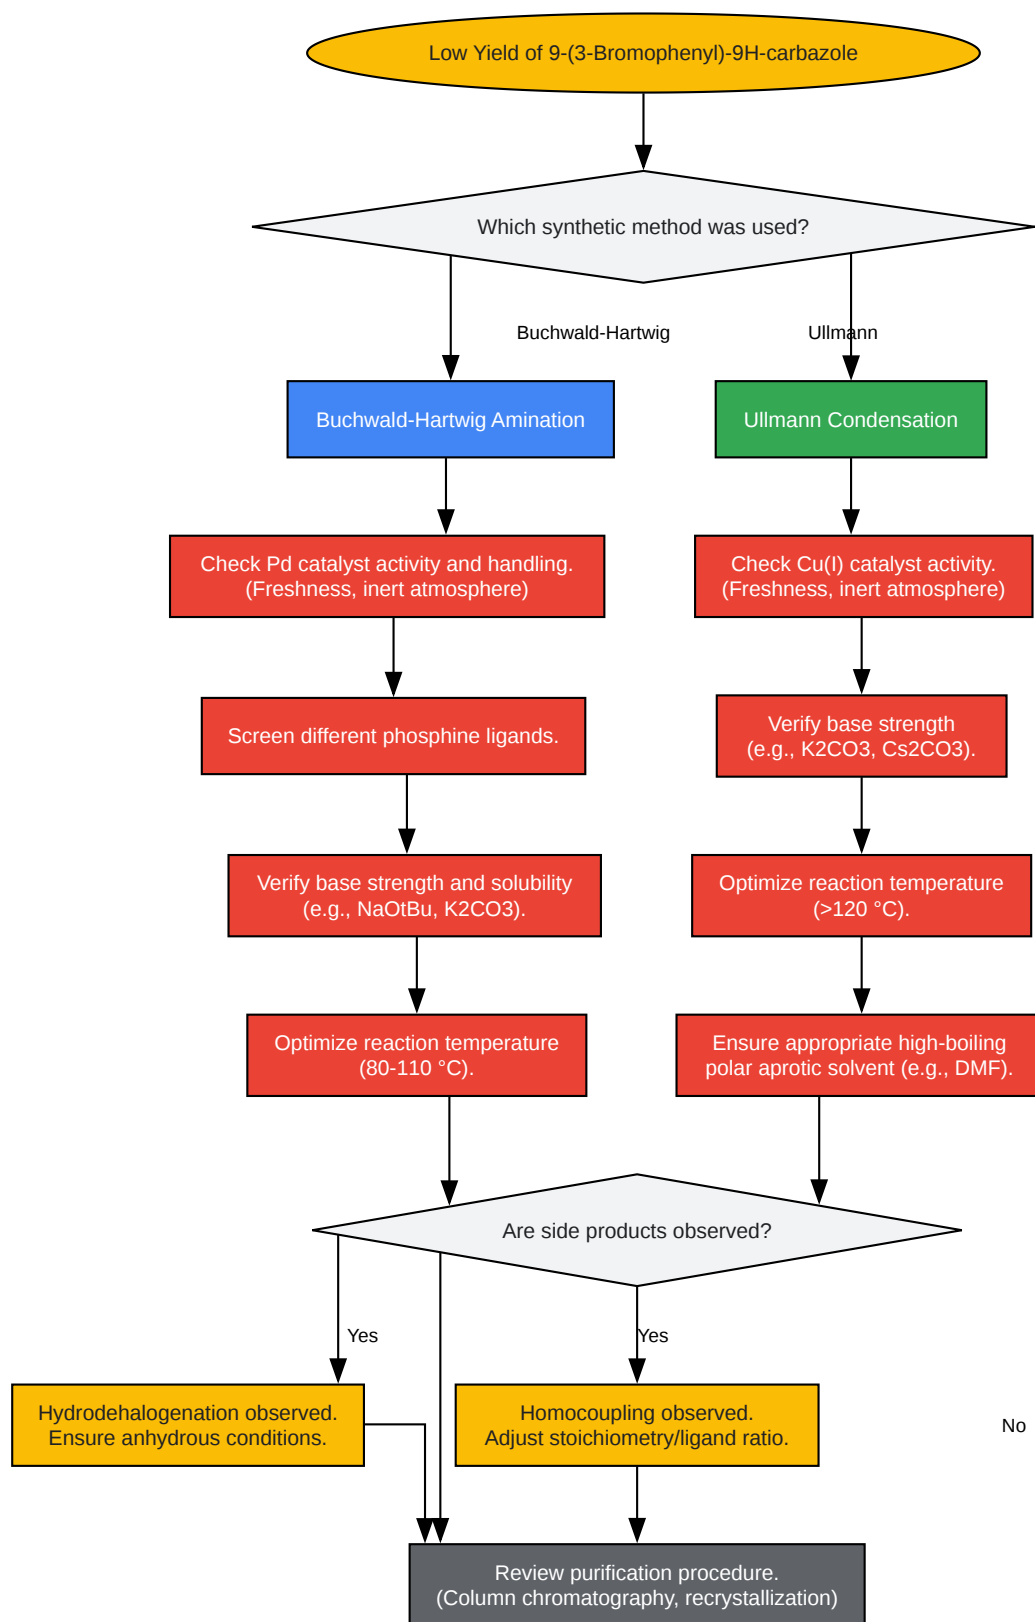 Low Yield of 9-(3-Bromophenyl)-9H-carbazole
Which synthetic method was used?
Buchwald-Hartwig
Ullmann
Buchwald-Hartwig Amination
Ullmann Condensation
Check Pd catalyst activity and handling.
(Freshness, inert atmosphere)
Check Cu(I) catalyst activity.
(Freshness, inert atmosphere)
Screen different phosphine ligands.
Verify base strength
(e.g., K2CO3, Cs2CO3).
Verify base strength and solubility
(e.g., NaOtBu, K2CO3).
Optimize reaction temperature
(>120 °C).
Optimize reaction temperature
(80-110 °C).
Ensure appropriate high-boiling
polar aprotic solvent (e.g., DMF).
Are side products observed?
Yes
Yes
Hydrodehalogenation observed.
Ensure anhydrous conditions.
Homocoupling observed.
Adjust stoichiometry/ligand ratio.
No
Review purification procedure.
(Column chromatography, recrystallization)